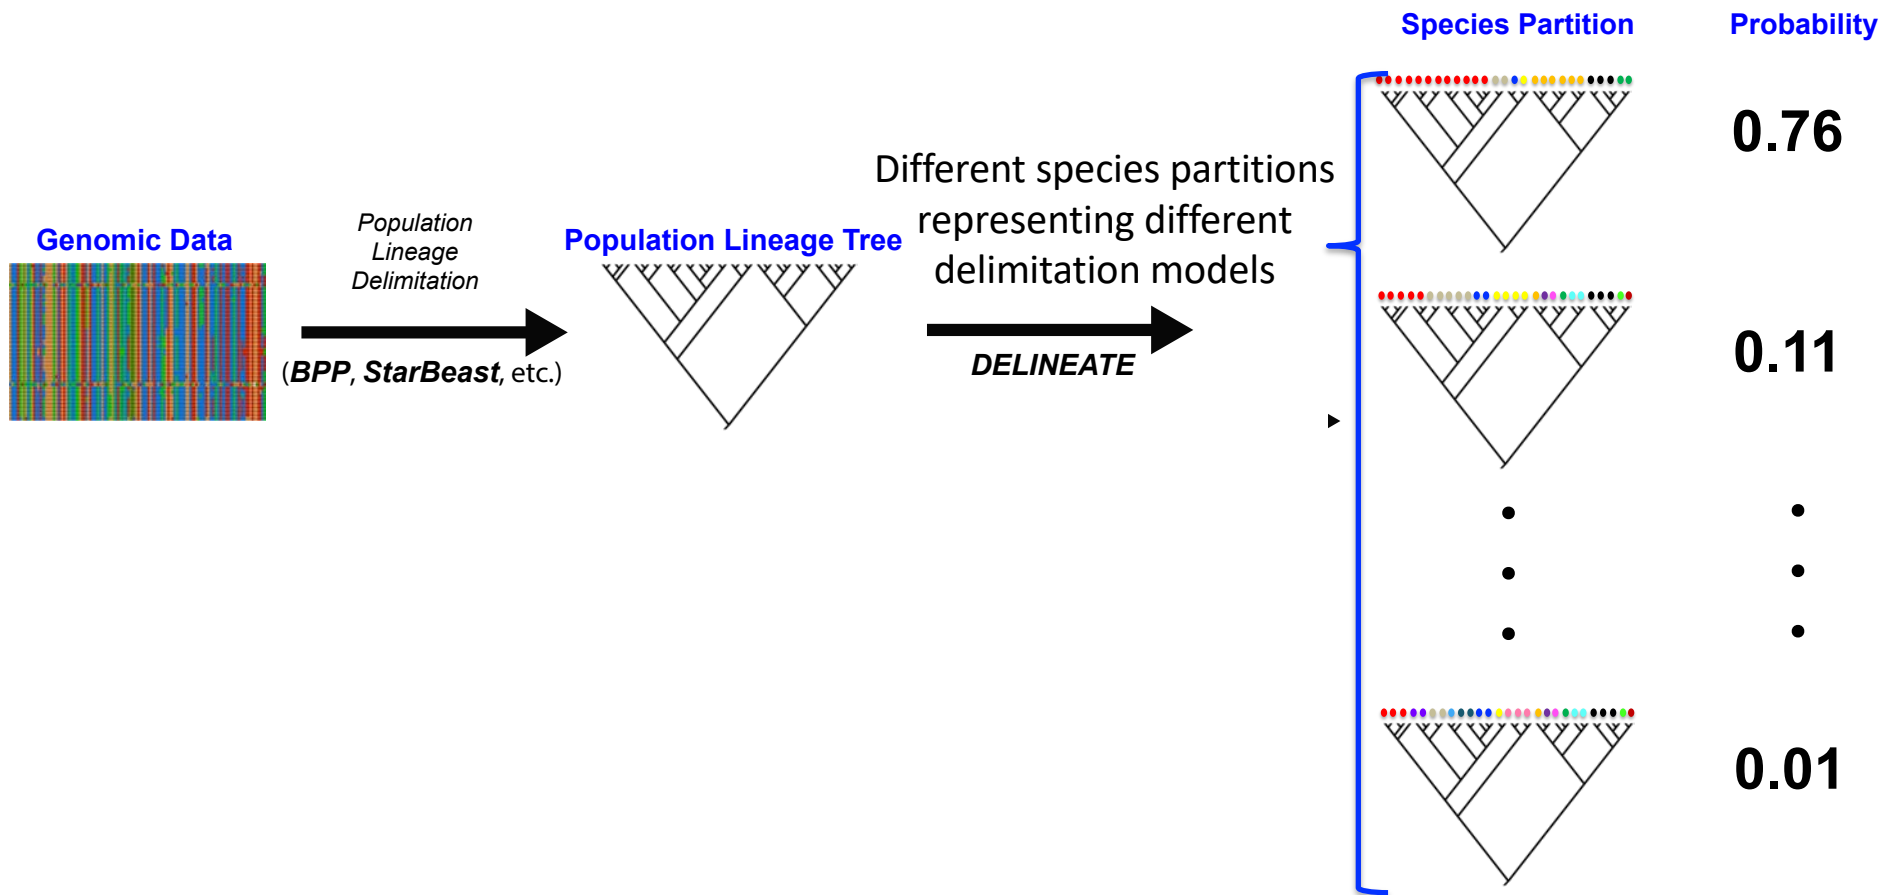 Genomic Data
Population
Lineage
Delimitation
(BPP, StarBeast, etc.)
Population Lineage Tree
Different species partitions
representing different
delimitation models
DELINEATE
Species Partition
Probability
0.76
0.11
0.01